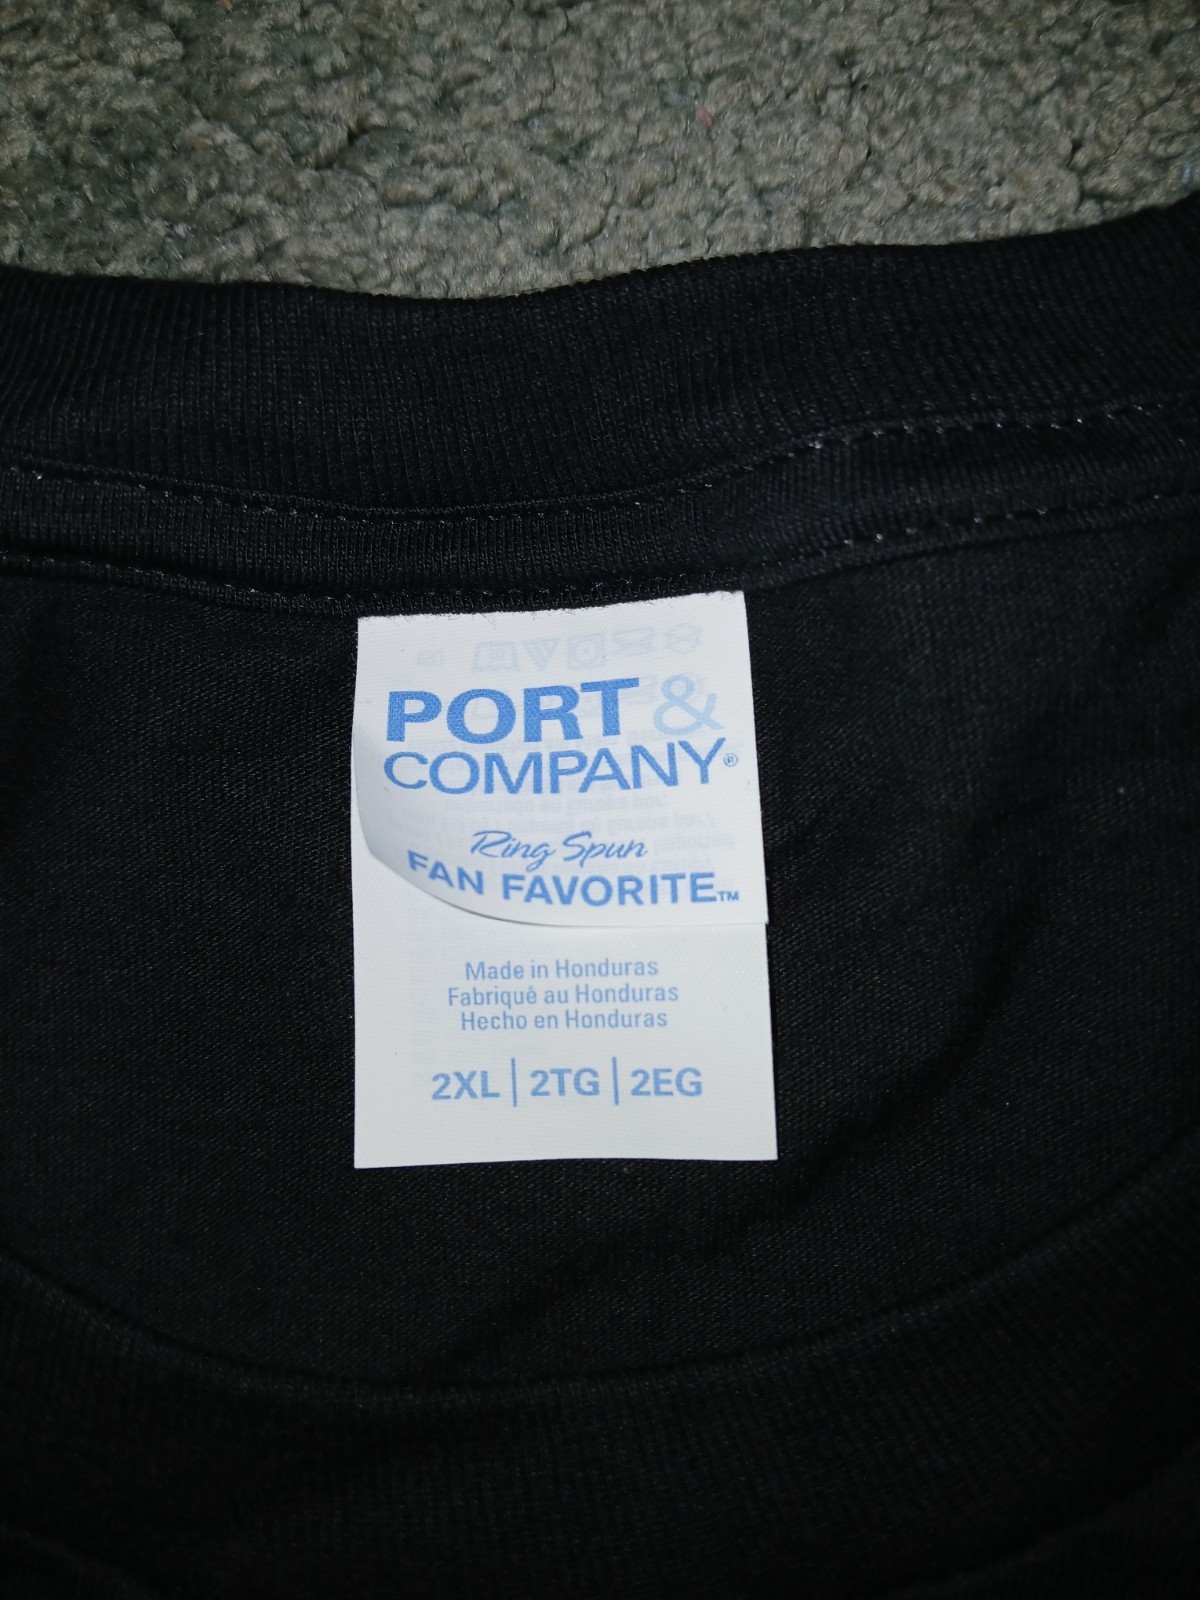 PORT &
COMPANY®
Ring Spun
FAN FAVORITE™
Made in Honduras
Fabriqué au Honduras
Hecho en Honduras
2XL | 2TG | 2EG